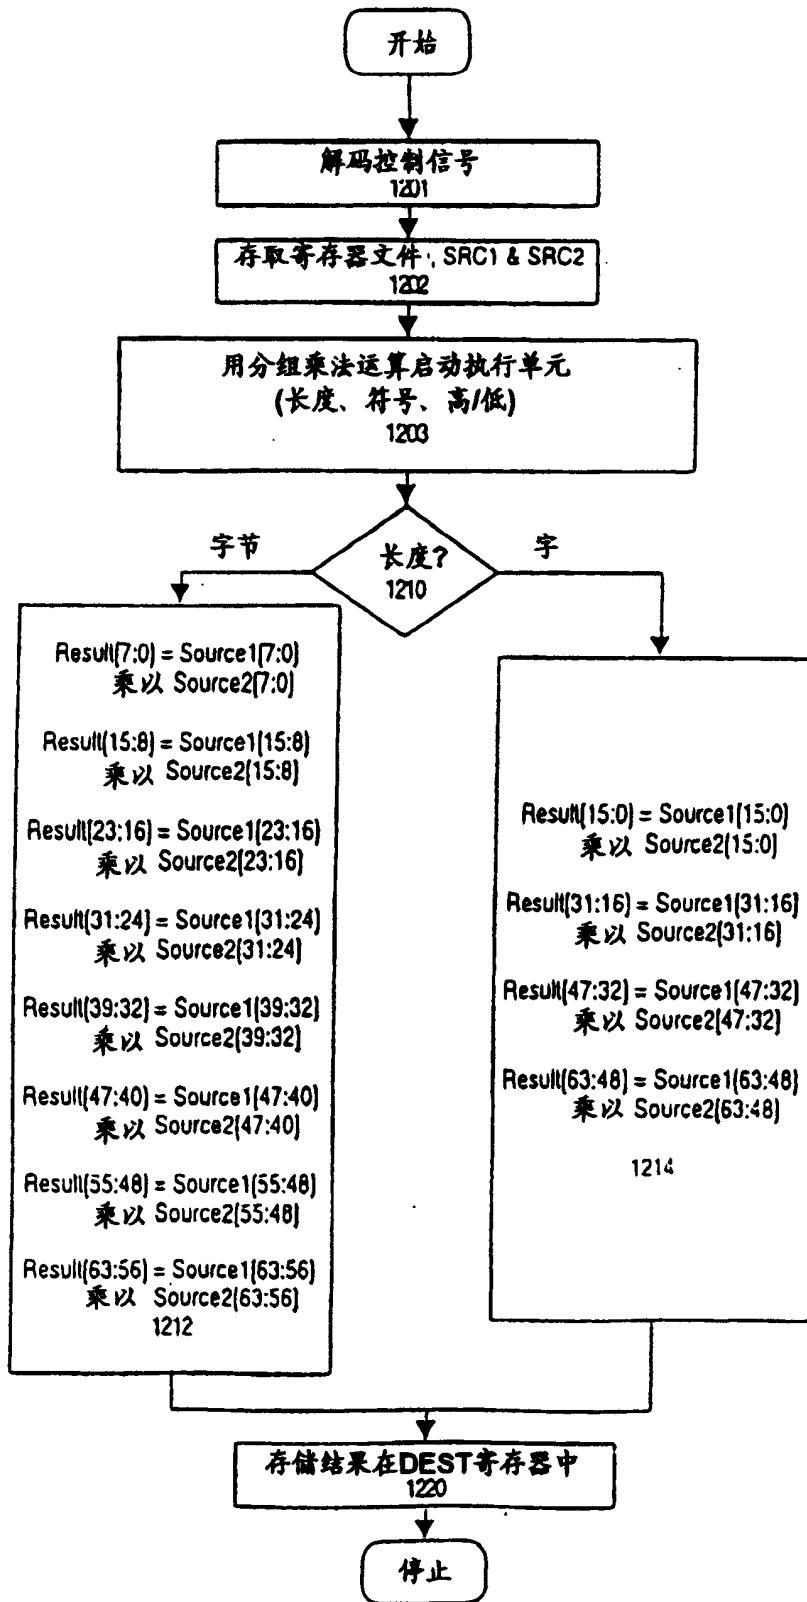 开始
解码控制信号
1201
存取寄存器文件, SRC1 & SRC2
1202
用分组乘法运算启动执行单元
(长度、符号、高/低)
1203
字节
长度?
1210
字
Result(7:0) = Source1(7:0)
乘以 Source2(7:0)
Result(15:8) = Source1(15:8)
乘以 Source2(15:8)
Result(23:16) = Source1(23:16)
乘以 Source2(23:16)
Result(31:24) = Source1(31:24)
乘以 Source2(31:24)
Result(39:32) = Source1(39:32)
乘以 Source2(39:32)
Result(47:40) = Source1(47:40)
乘以 Source2(47:40)
Result(55:48) = Source1(55:48)
乘以 Source2(55:48)
Result(63:56) = Source1(63:56)
乘以 Source2(63:56)
1212
Result(15:0) = Source1(15:0)
乘以 Source2(15:0)
Result(31:16) = Source1(31:16)
乘以 Source2(31:16)
Result(47:32) = Source1(47:32)
乘以 Source2(47:32)
Result(63:48) = Source1(63:48)
乘以 Source2(63:48)
1214
存储结果在DEST寄存器中
1220
停止